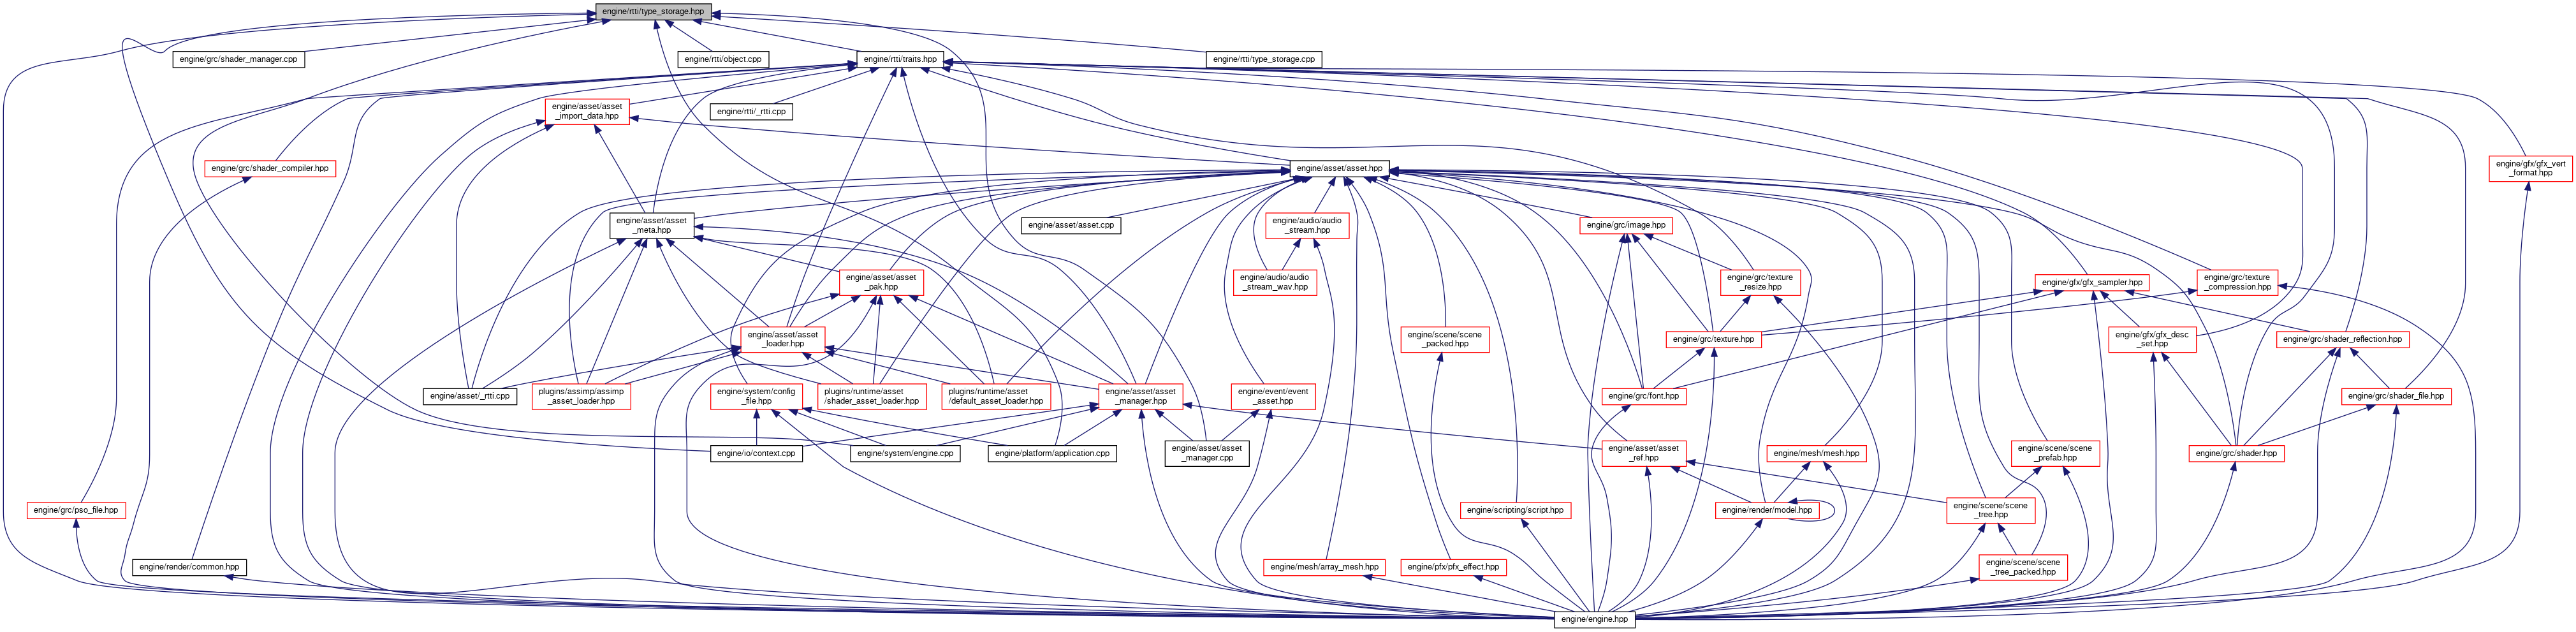 engine/rtti/type_storage.hpp
engine/grc/shader_manager.cpp
engine/rtti/object.cpp
engine/rtti/traits.hpp
engine/rtti/type_storage.cpp
engine/asset/asset
_import_data.hpp
engine/rtti/_rtti.cpp
engine/grc/shader_compiler.hpp
engine/asset/asset.hpp
engine/gfx/gfx_vert
_format.hpp
engine/asset/asset
_meta.hpp
engine/asset/asset.cpp
engine/audio/audio
_stream.hpp
engine/grc/image.hpp
engine/asset/asset
_pak.hpp
engine/audio/audio
_stream_wav.hpp
engine/grc/texture
_resize.hpp
engine/gfx/gfx_sampler.hpp
engine/grc/texture
_compression.hpp
engine/asset/asset
_loader.hpp
engine/scene/scene
_packed.hpp
engine/grc/texture.hpp
engine/gfx/gfx_desc
_set.hpp
engine/grc/shader_reflection.hpp
engine/asset/_rtti.cpp
plugins/assimp/assimp
_asset_loader.hpp
engine/system/config
_file.hpp
plugins/runtime/asset
/shader_asset_loader.hpp
plugins/runtime/asset
/default_asset_loader.hpp
engine/asset/asset
_manager.hpp
engine/event/event
_asset.hpp
engine/grc/font.hpp
engine/grc/shader_file.hpp
engine/io/context.cpp
engine/system/engine.cpp
engine/platform/application.cpp
engine/asset/asset
_manager.cpp
engine/asset/asset
_ref.hpp
engine/mesh/mesh.hpp
engine/scene/scene
_prefab.hpp
engine/grc/shader.hpp
engine/grc/pso_file.hpp
engine/scripting/script.hpp
engine/render/model.hpp
engine/scene/scene
_tree.hpp
engine/render/common.hpp
engine/mesh/array_mesh.hpp
engine/pfx/pfx_effect.hpp
engine/scene/scene
_tree_packed.hpp
engine/engine.hpp